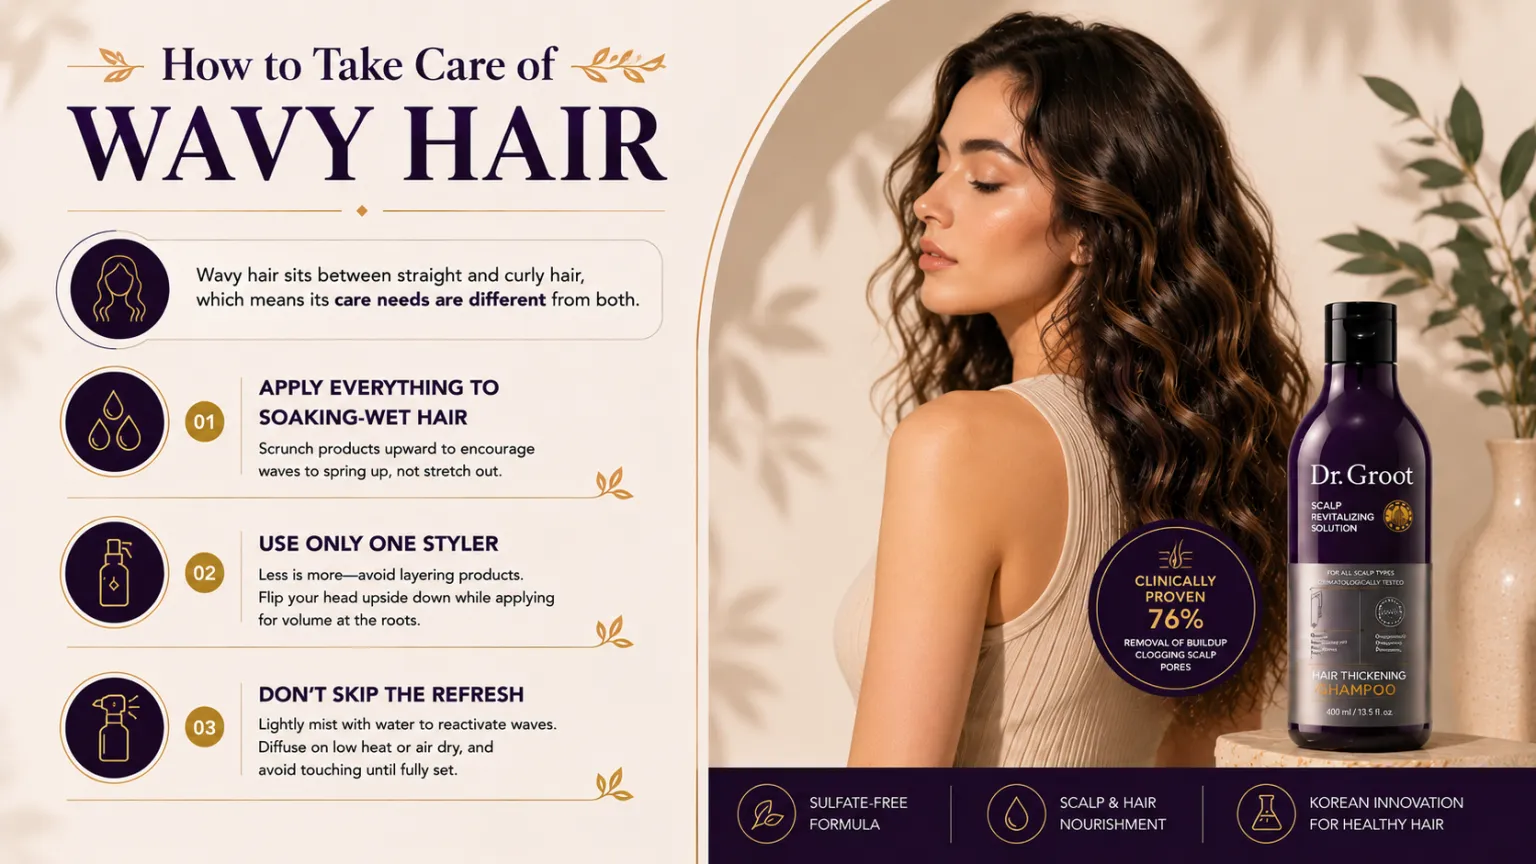 How to Take Care of
WAVY HAIR
Wavy hair sits between straight and curly hair,
which means its care needs are different from both.
01
APPLY EVERYTHING TO
SOAKING-WET HAIR
Scrunch products upward to encourage
waves to spring up, not stretch out.
02
USE ONLY ONE STYLER
Less is more—avoid layering products.
Flip your head upside down while applying
for volume at the roots.
03
DON'T SKIP THE REFRESH
Lightly mist with water to reactivate waves.
Diffuse on low heat or air dry, and
avoid touching until fully set.
CLINICALLY
PROVEN
76%
REMOVAL OF BUILDUP
CLOGGING SCALP
PORES
Dr. Groot
SCALP
REVITALIZING
SOLUTION
FOR ALL SCALP TYPES
DERMATOLOGICALLY TESTED
HAIR THICKENING
SHAMPOO
400 ml / 13.5 fl. oz.
SULFATE-FREE
FORMULA
SCALP & HAIR
NOURISHMENT
KOREAN INNOVATION
FOR HEALTHY HAIR